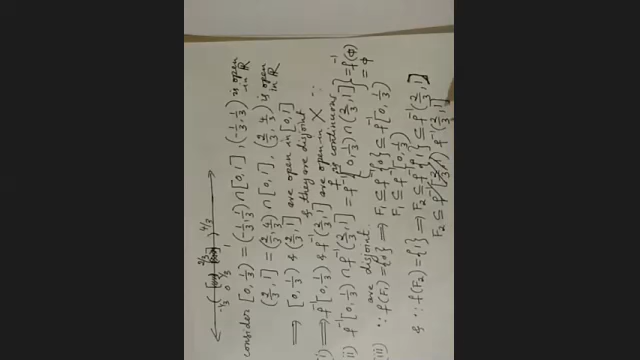 -1/3 0 1/3 2/3 1 4/3
consider [0, 1/3) = (-1/3, 1/3) ∩ [0, 1], (-1/3, 1/3) is open in ℝ
(2/3, 1] = (2/3, 4/3) ∩ [0, 1], (2/3, 4/3) is open in ℝ
⟹ [0, 1/3) & (2/3, 1] are open in [0, 1]
& they are disjoint
(i) ⟹ f⁻¹[0, 1/3) & f⁻¹(2/3, 1] are open in X ∵ f is continuous
(ii) f⁻¹[0, 1/3) ∩ f⁻¹(2/3, 1] = f⁻¹{[0, 1/3) ∩ (2/3, 1]} = f⁻¹(ϕ) = ϕ
are disjoint.
(iii) ∵ f(F₁) = {0} ⟹ F₁ ⊆ f⁻¹{0} ⊆ f⁻¹[0, 1/3)
F₁ ⊆ f⁻¹[0, 1/3)
& ∵ f(F₂) = {1} ⟹ F₂ ⊆ f⁻¹{1} ⊆ f⁻¹(2/3, 1]
F₂ ⊆ f⁻¹(2/3, 1]